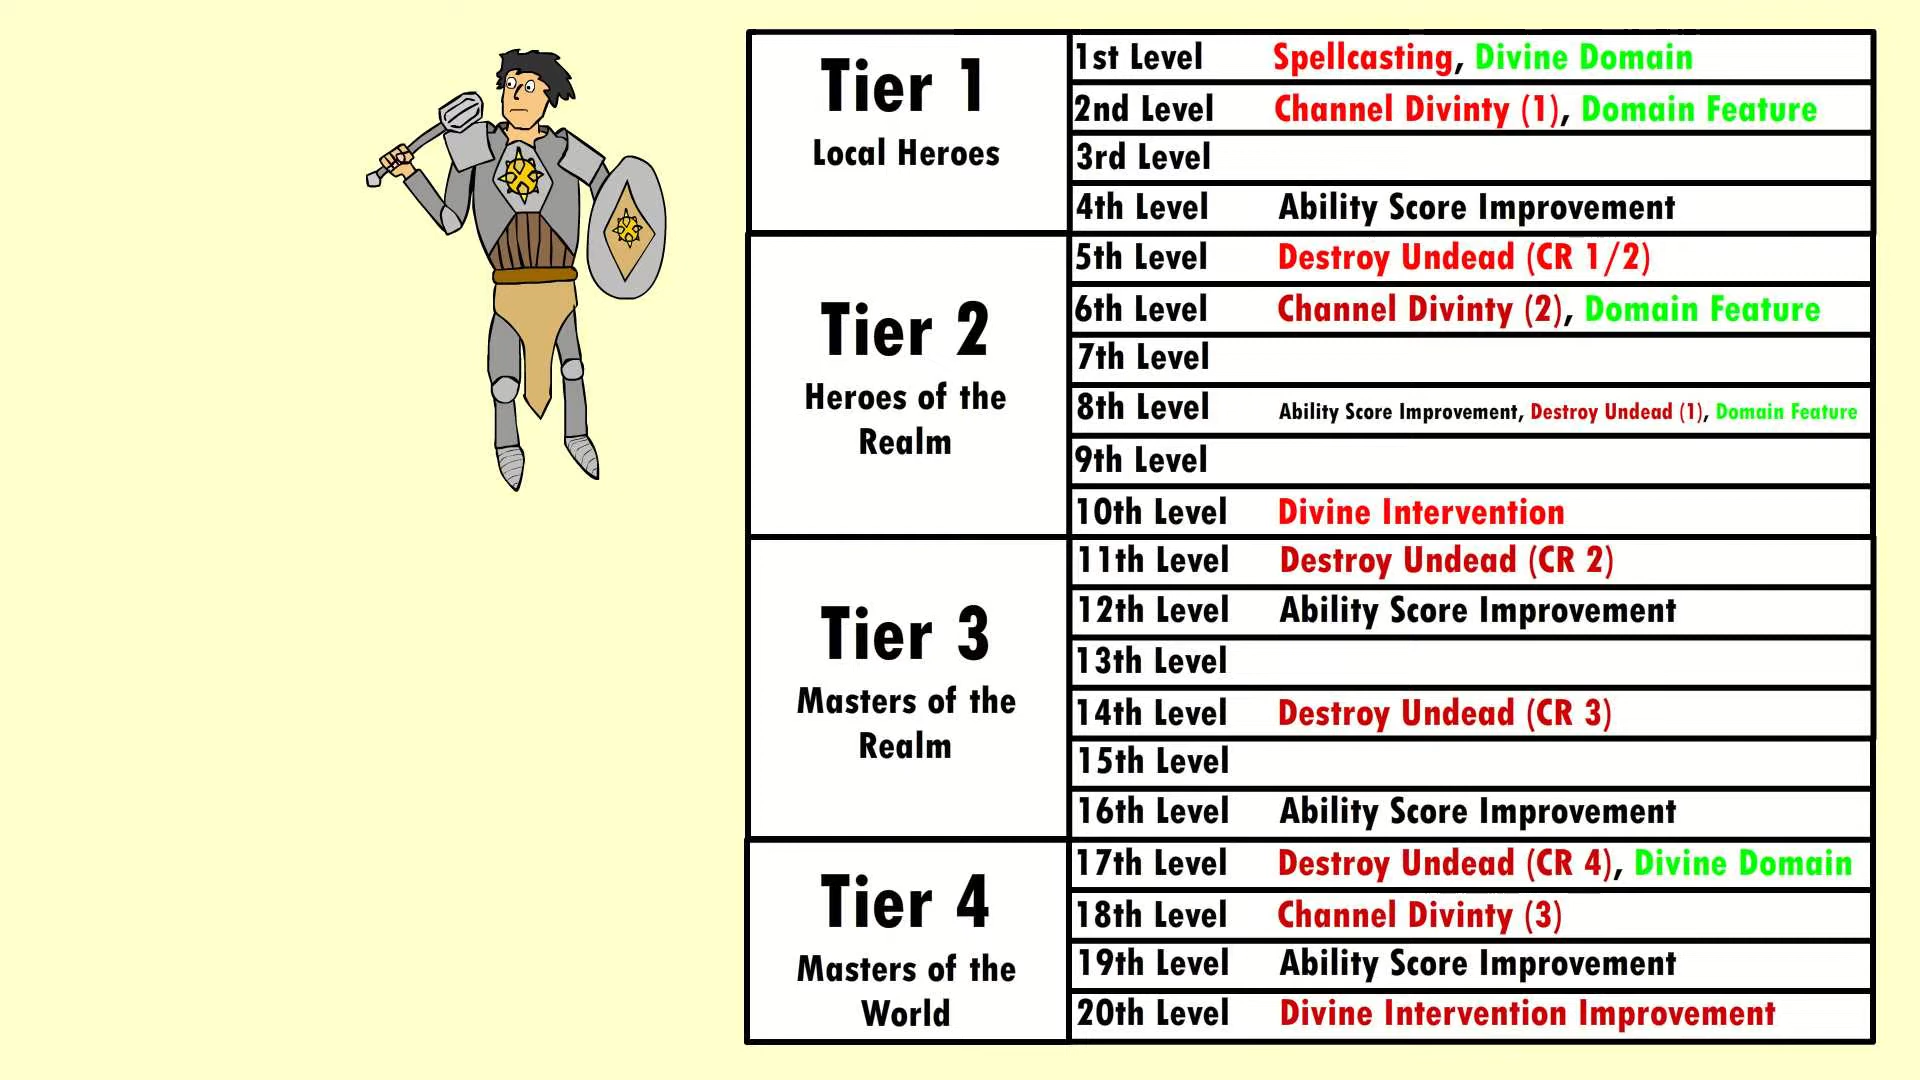 Tier 1
Local Heroes
1st Level Spellcasting, Divine Domain
2nd Level Channel Divinty (1), Domain Feature
3rd Level
4th Level Ability Score Improvement
Tier 2
Heroes of the
Realm
5th Level Destroy Undead (CR 1/2)
6th Level Channel Divinty (2), Domain Feature
7th Level
8th Level Ability Score Improvement, Destroy Undead (1), Domain Feature
9th Level
10th Level Divine Intervention
Tier 3
Masters of the
Realm
11th Level Destroy Undead (CR 2)
12th Level Ability Score Improvement
13th Level
14th Level Destroy Undead (CR 3)
15th Level
16th Level Ability Score Improvement
Tier 4
Masters of the
World
17th Level Destroy Undead (CR 4), Divine Domain
18th Level Channel Divinty (3)
19th Level Ability Score Improvement
20th Level Divine Intervention Improvement